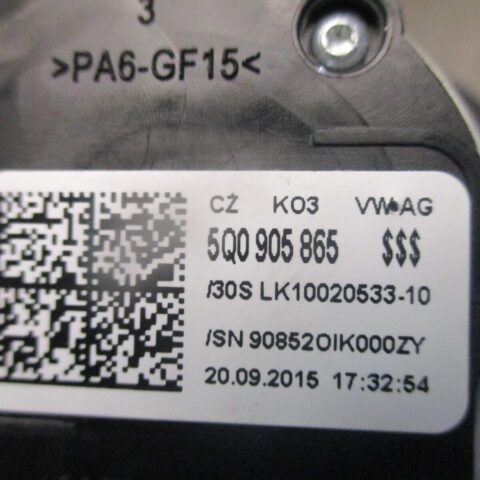 3
>PA6-GF15<
CZ K03 VW AG
5Q0 905 865 $$$
/30S LK10020533-10
/SN 90852OIK000ZY
20.09.2015 17:32:54